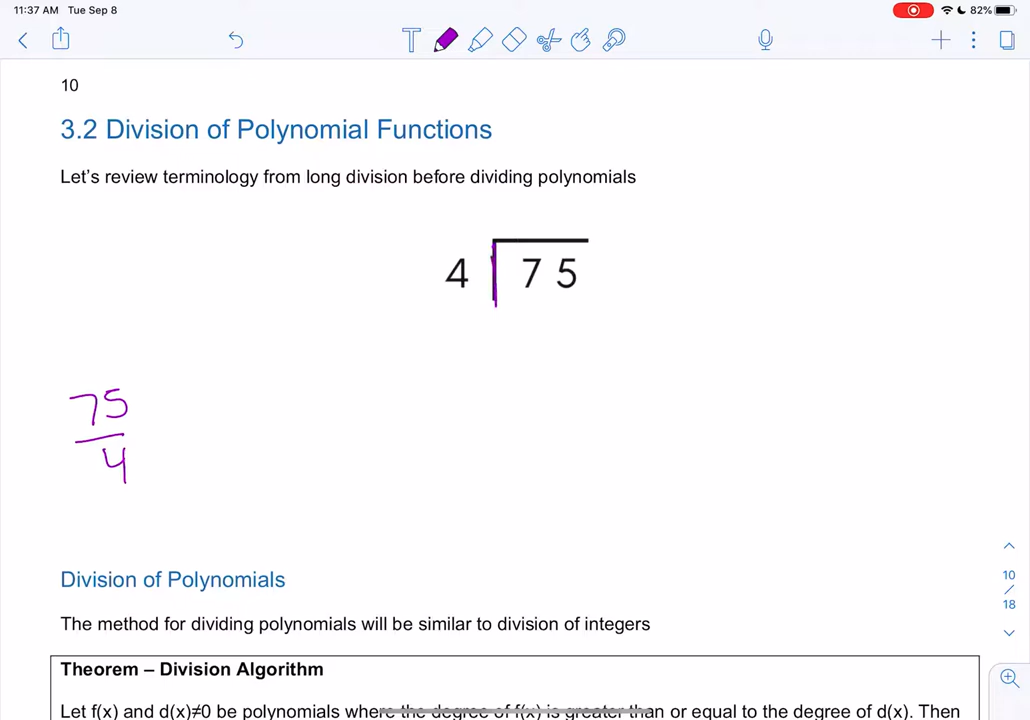 11:37 AM Tue Sep 8
82%
T
10
3.2 Division of Polynomial Functions
Let's review terminology from long division before dividing polynomials
4 7 5
75
4
Division of Polynomials
The method for dividing polynomials will be similar to division of integers
Theorem – Division Algorithm
Let f(x) and d(x)≠0 be polynomials where the degree of f(x) is greater than or equal to the degree of d(x). Then
10
/
18